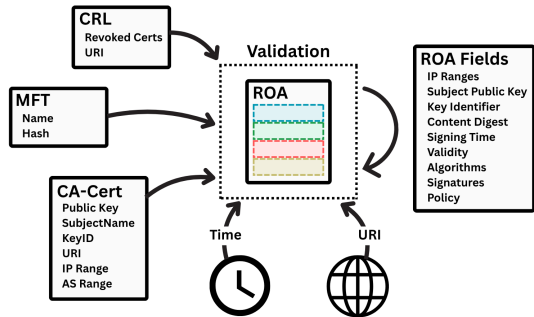 CRL
Revoked Certs
URI
MFT
Name
Hash
CA-Cert
Public Key
SubjectName
KeyID
URI
IP Range
AS Range
Validation
ROA
Time
URI
ROA Fields
IP Ranges
Subject Public Key
Key Identifier
Content Digest
Signing Time
Validity
Algorithms
Signatures
Policy